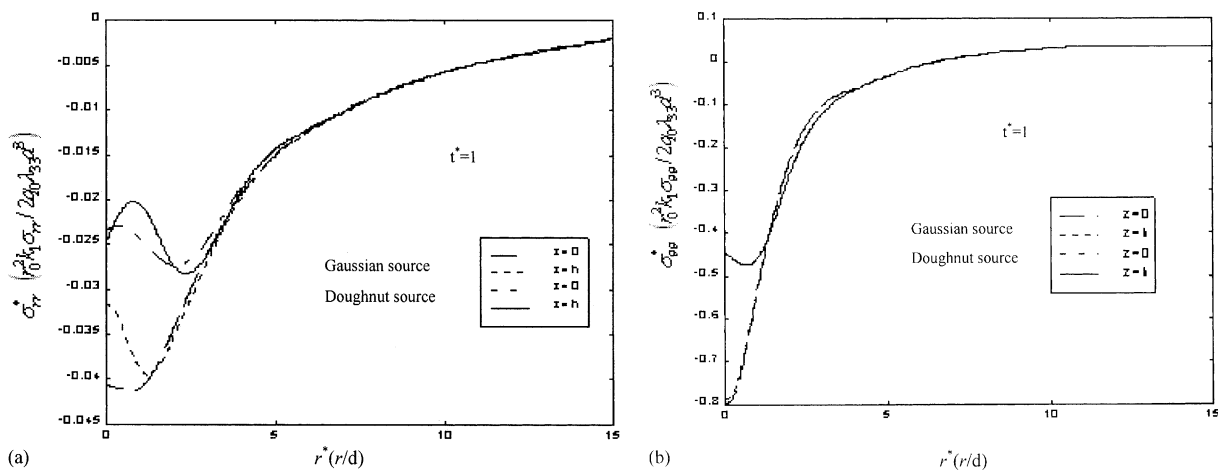 0
-0.005
-0.01
-0.015
-0.02
-0.025
-0.03
-0.035
-0.04
-0.045
0
5
10
15
t*=1
Gaussian source
Doughnut source
z=0
z=h
z=0
z=h
σ*rr (r0²k1σrr/2q20λ33d³)
r*(r/d)
(a)
0.1
0
-0.1
-0.2
-0.3
-0.4
-0.5
-0.6
-0.7
-0.8
0
5
10
15
t*=1
Gaussian source
Doughnut source
z=0
z=h
z=0
z=h
σ*θθ (r0²k1σθθ/2q20λ33d³)
r*(r/d)
(b)